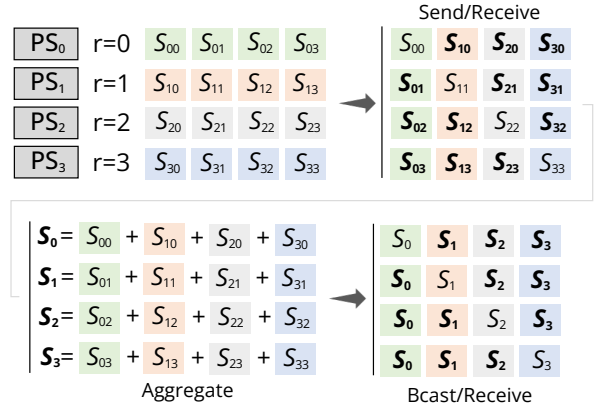 Send/Receive
PS₀ r=0 S₀₀ S₀₁ S₀₂ S₀₃ S₀₀ S₁₀ S₂₀ S₃₀
PS₁ r=1 S₁₀ S₁₁ S₁₂ S₁₃ S₀₁ S₁₁ S₂₁ S₃₁
PS₂ r=2 S₂₀ S₂₁ S₂₂ S₂₃ S₀₂ S₁₂ S₂₂ S₃₂
PS₃ r=3 S₃₀ S₃₁ S₃₂ S₃₃ S₀₃ S₁₃ S₂₃ S₃₃
S₀= S₀₀ + S₁₀ + S₂₀ + S₃₀ S₀ S₁ S₂ S₃
S₁= S₀₁ + S₁₁ + S₂₁ + S₃₁ S₀ S₁ S₂ S₃
S₂= S₀₂ + S₁₂ + S₂₂ + S₃₂ S₀ S₁ S₂ S₃
S₃= S₀₃ + S₁₃ + S₂₃ + S₃₃ S₀ S₁ S₂ S₃
Aggregate Bcast/Receive